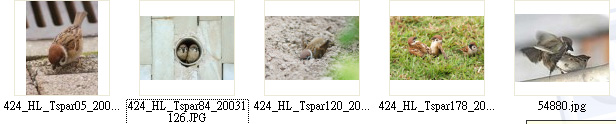 424_HL_Tspar05_200...
424_HL_Tspar84_20031
126.JPG
424_HL_Tspar120_20...
424_HL_Tspar178_20...
54880.jpg